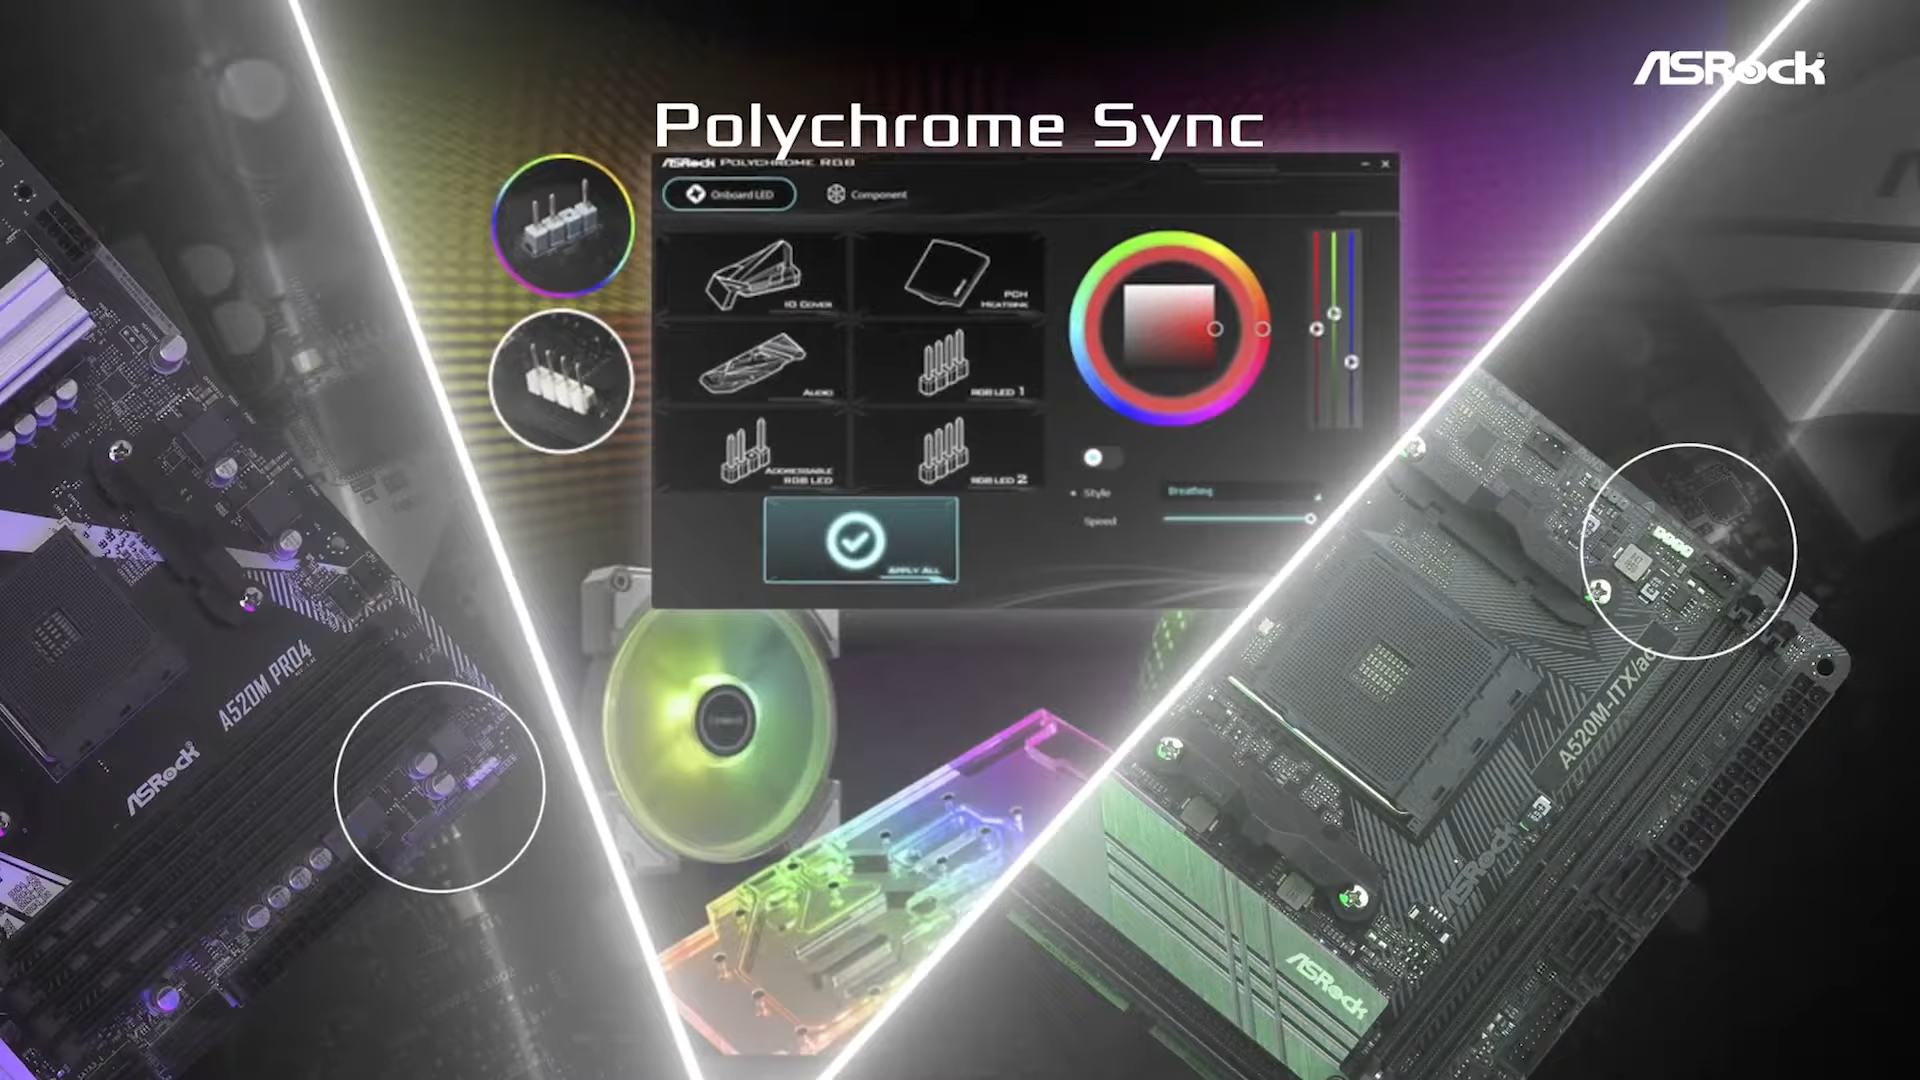 ASRock
Polychrome Sync
ASRock POLYCHROME RGB
Onboard LED
Component
IO COVER
PCH
HEATSINK
AUDIO
RGB LED 1
ADDRESSABLE
RGB LED
RGB LED 2
Style
Breathing
Speed
APPLY ALL
A520M PRO4
ASRock
A520M-ITX/ac
ASRock
ASRock